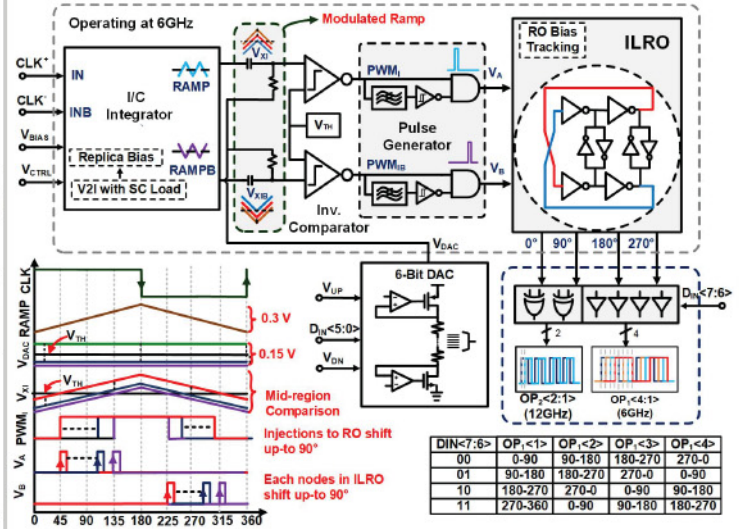 Operating at 6GHz
Modulated Ramp
CLK+
CLK-
VBIAS
VCTRL
IN
INB
I/C
Integrator
RAMP
RAMPB
Replica Bias
V2I with SC Load
VXI
VXIB
VTH
Inv.
Comparator
PWMI
PWMIB
Pulse
Generator
VA
VB
RO Bias
Tracking
ILRO
0° 90° 180° 270°
VDAC
6-Bit DAC
VUP
DIN<5:0>
VDN
DIN<7:6>
2
4
OP2<2:1>
(12GHz)
OP1<4:1>
(6GHz)
CLK
RAMP
0.3 V
VDAC
VTH
0.15 V
VXI
VTH
Mid-region
Comparison
PWMI
Injections to RO shift
up-to 90°
VA
Each nodes in ILRO
shift up-to 90°
VB
0 45 90 135 180 225 270 315 360
DIN<7:6> OP1<1> OP1<2> OP1<3> OP1<4>
00 0-90 90-180 180-270 270-0
01 90-180 180-270 270-0 0-90
10 180-270 270-0 0-90 90-180
11 270-360 0-90 90-180 180-270